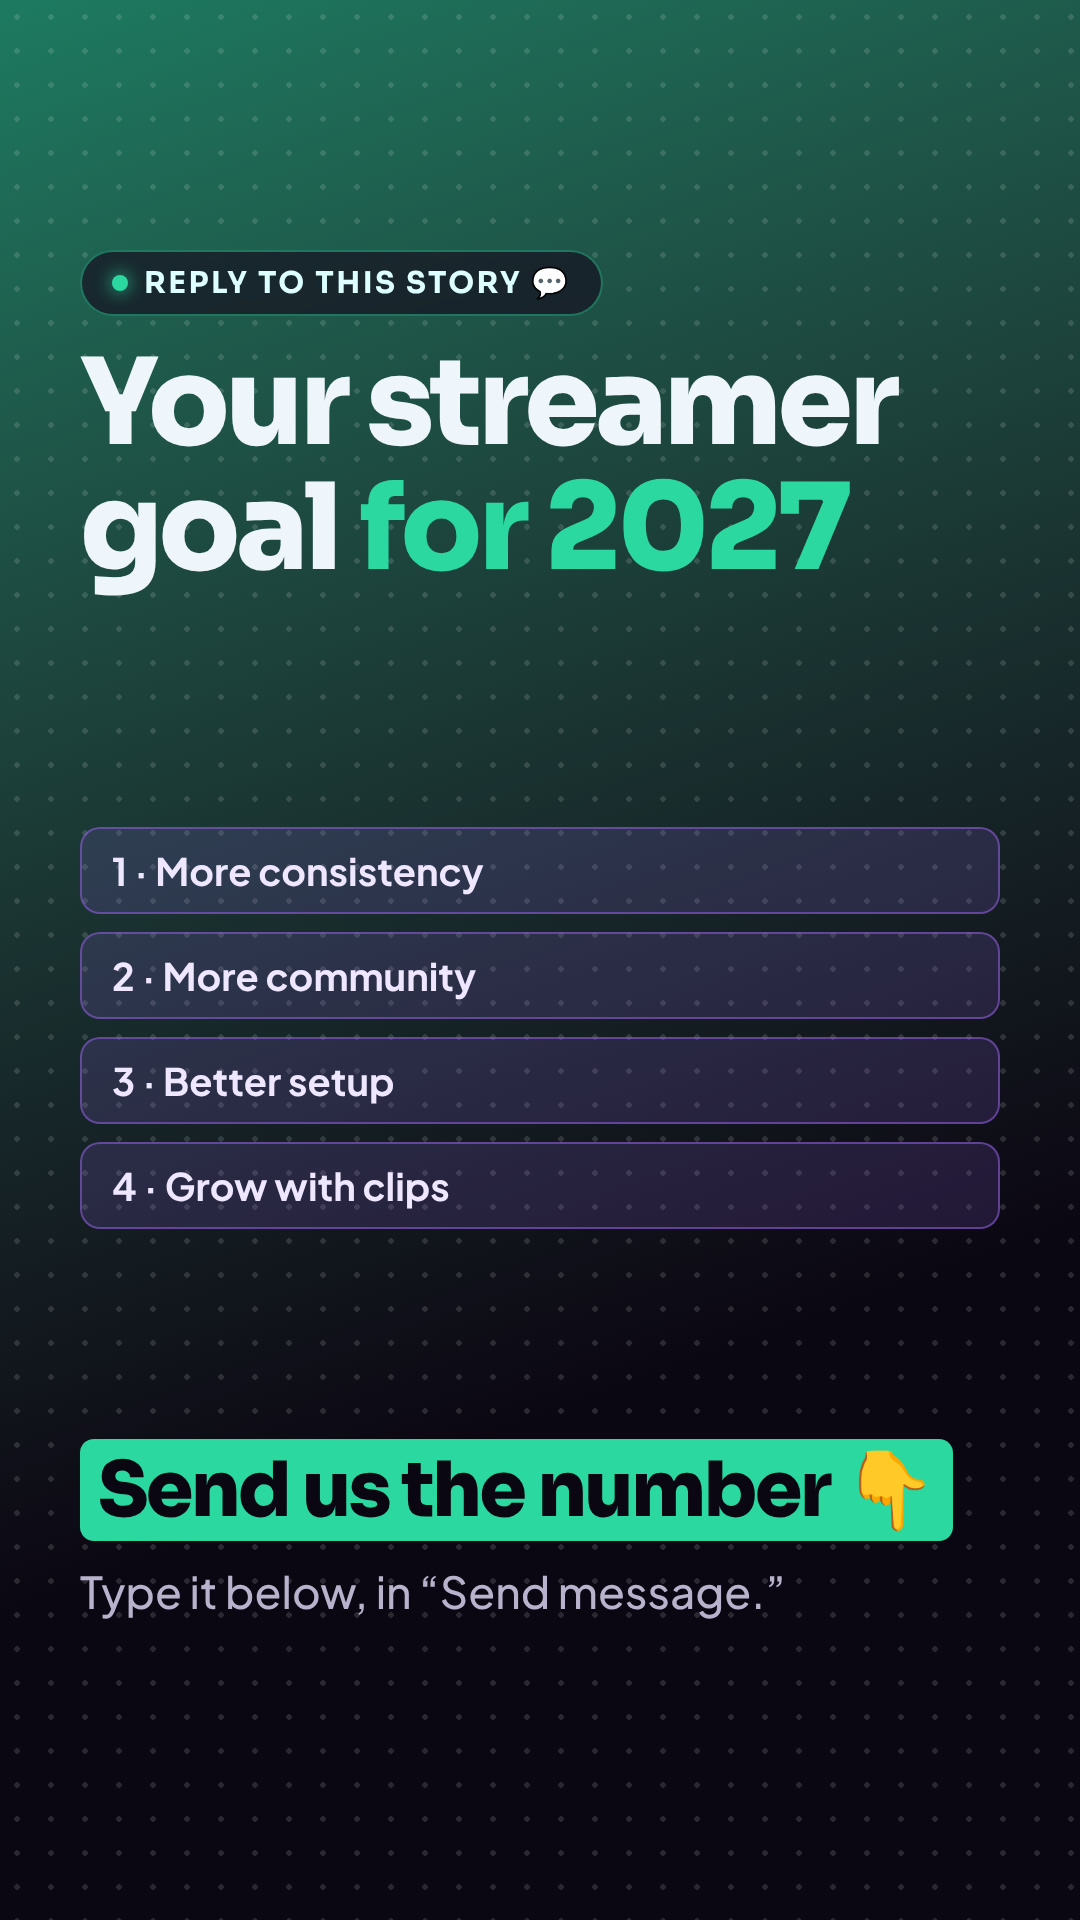 REPLY TO THIS STORY 💬
Your streamer
goal for 2027
1 · More consistency
2 · More community
3 · Better setup
4 · Grow with clips
Send us the number 👇
Type it below, in “Send message.”